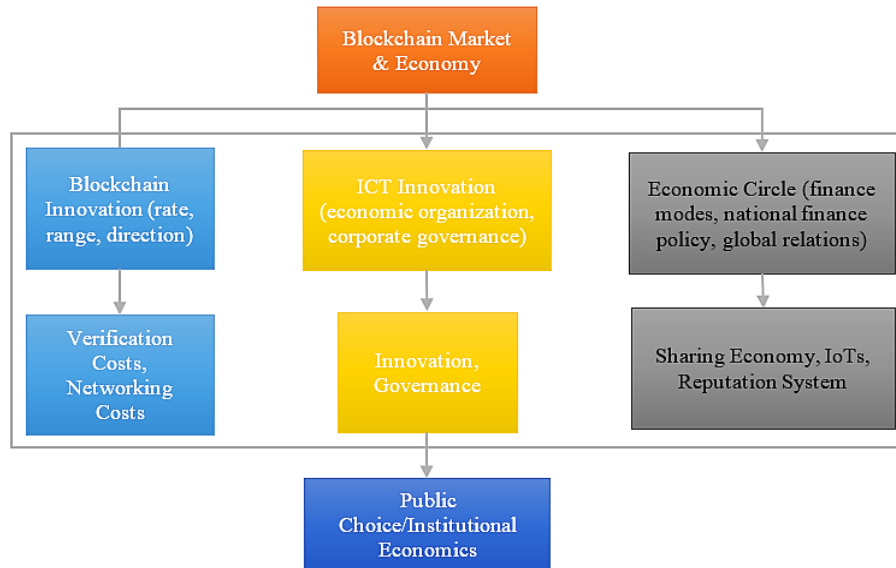 Blockchain Market
& Economy
Blockchain
Innovation (rate,
range, direction)
ICT Innovation
(economic organization,
corporate governance)
Economic Circle (finance
modes, national finance
policy, global relations)
Verification
Costs,
Networking
Costs
Innovation,
Governance
Sharing Economy, IoTs,
Reputation System
Public
Choice/Institutional
Economics